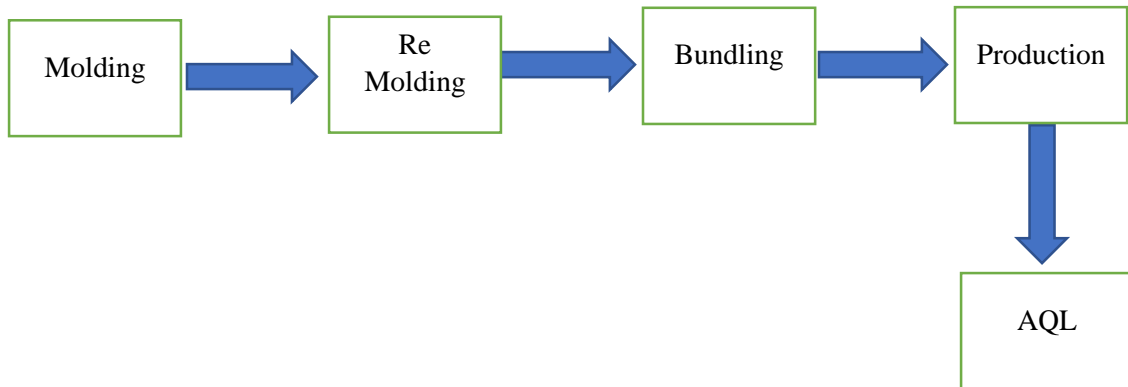 Molding
Re
Molding
Bundling
Production
AQL